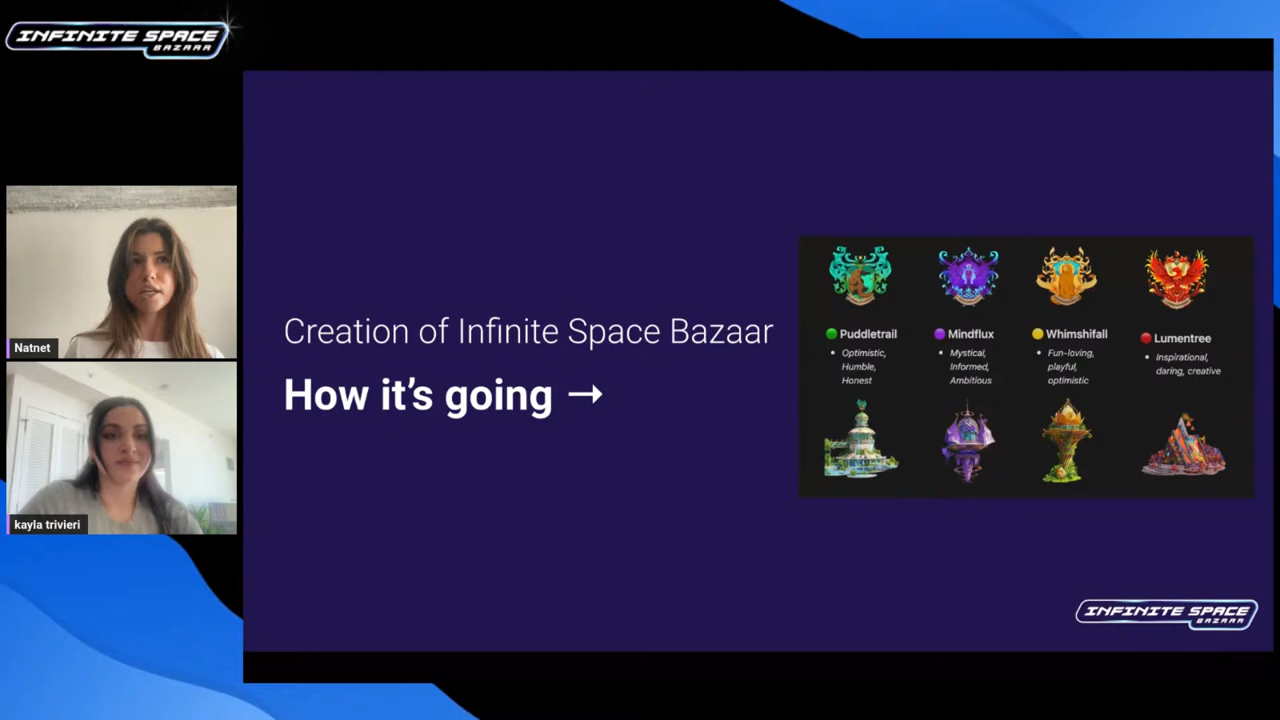 INFINITE SPACE
BAZAAR
Natnet
kayla trivieri
Creation of Infinite Space Bazaar
How it's going →
Puddletrail
• Optimistic,
Humble,
Honest
Mindflux
• Mystical,
Informed,
Ambitious
Whimshifall
• Fun-loving,
playful,
optimistic
Lumentree
• Inspirational,
daring, creative
INFINITE SPACE
BAZAAR